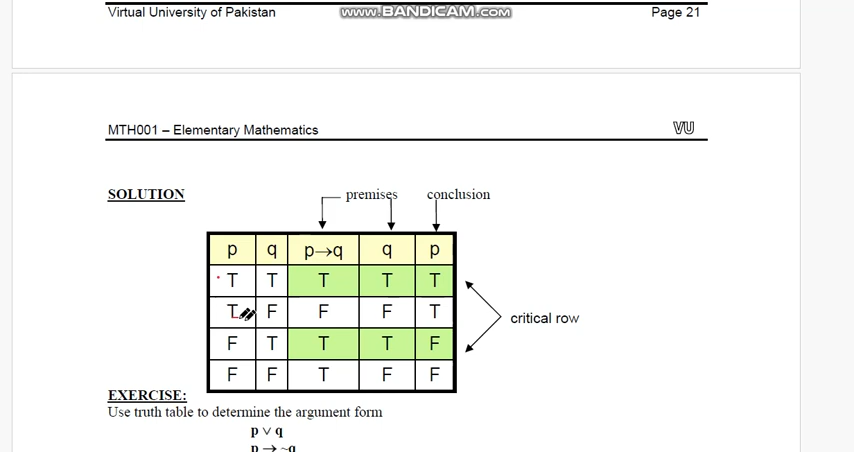 Virtual University of Pakistan www.BANDICAM.com Page 21
MTH001 – Elementary Mathematics VU
SOLUTION premises conclusion
p q p→q q p
T T T T T
T F F F T
critical row
F T T T F
F F T F F
EXERCISE:
Use truth table to determine the argument form
p ∨ q
p → ~q